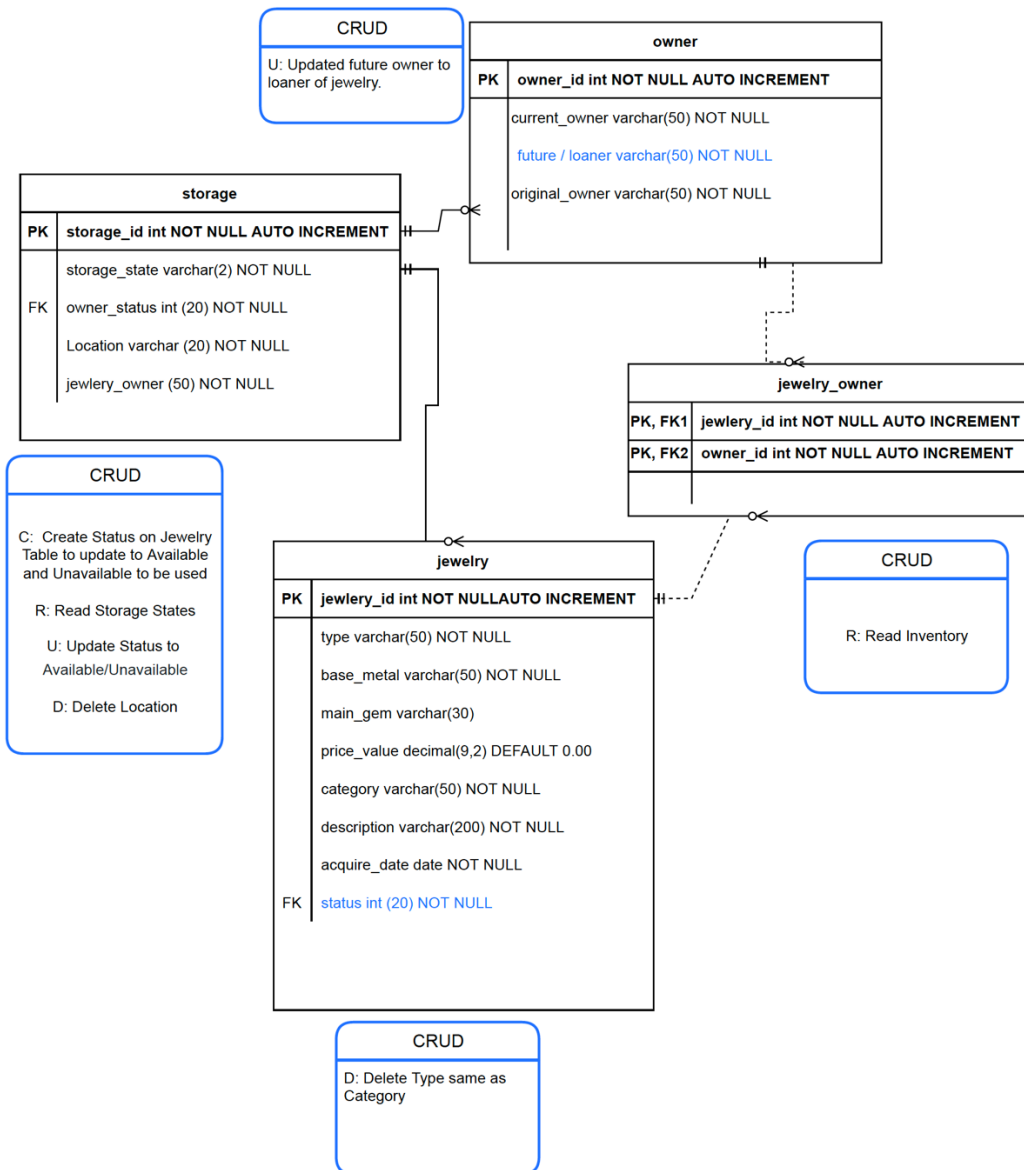 CRUD
U: Updated future owner to
loaner of jewelry.
owner
PK owner_id int NOT NULL AUTO INCREMENT
current_owner varchar(50) NOT NULL
future / loaner varchar(50) NOT NULL
original_owner varchar(50) NOT NULL
storage
PK storage_id int NOT NULL AUTO INCREMENT
storage_state varchar(2) NOT NULL
FK owner_status int (20) NOT NULL
Location varchar (20) NOT NULL
jewlery_owner (50) NOT NULL
jewelry_owner
PK, FK1 jewlery_id int NOT NULL AUTO INCREMENT
PK, FK2 owner_id int NOT NULL AUTO INCREMENT
CRUD
C: Create Status on Jewelry
Table to update to Available
and Unavailable to be used
R: Read Storage States
U: Update Status to
Available/Unavailable
D: Delete Location
jewelry
PK jewlery_id int NOT NULLAUTO INCREMENT
type varchar(50) NOT NULL
base_metal varchar(50) NOT NULL
main_gem varchar(30)
price_value decimal(9,2) DEFAULT 0.00
category varchar(50) NOT NULL
description varchar(200) NOT NULL
acquire_date date NOT NULL
FK status int (20) NOT NULL
CRUD
R: Read Inventory
CRUD
D: Delete Type same as
Category